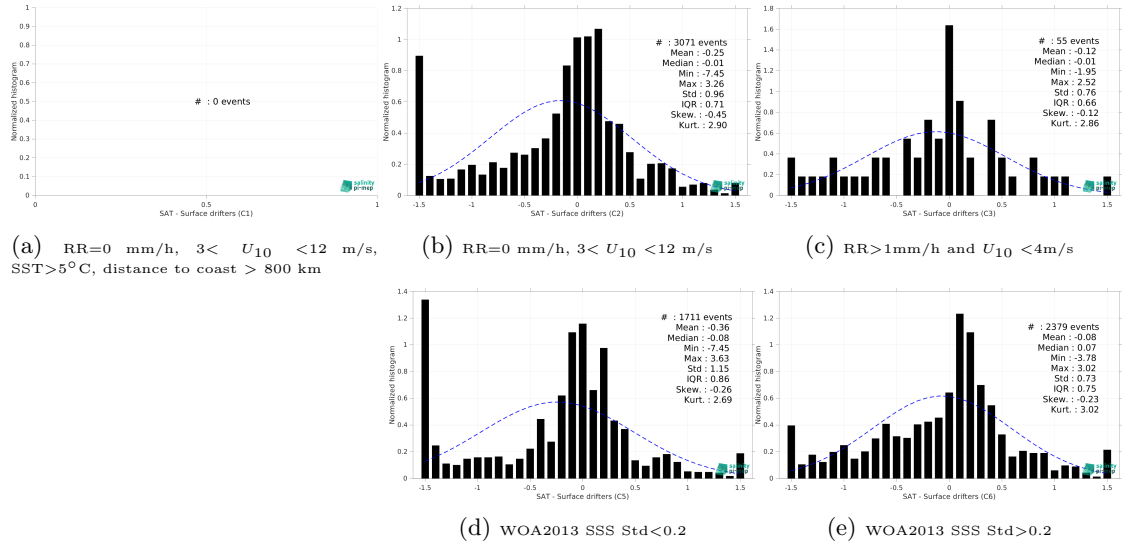 1
0.9
0.8
0.7
0.6
0.5
0.4
0.3
0.2
0.1
0
Normalized histogram
# : 0 events
0 0.5 1
SAT - Surface drifters (C1)
salinity
pi-mep
(a) RR=0 mm/h, 3< U10 <12 m/s,
SST>5°C, distance to coast > 800 km
1.2
1
0.8
0.6
0.4
0.2
0
Normalized histogram
# : 3071 events
Mean : -0.25
Median : -0.01
Min : -7.45
Max : 3.26
Std : 0.96
IQR : 0.71
Skew. : -0.45
Kurt. : 2.90
-1.5 -1 -0.5 0 0.5 1 1.5
SAT - Surface drifters (C2)
salinity
pi-mep
(b) RR=0 mm/h, 3< U10 <12 m/s
1.8
1.6
1.4
1.2
1
0.8
0.6
0.4
0.2
0
Normalized histogram
# : 55 events
Mean : -0.12
Median : -0.01
Min : -1.95
Max : 2.52
Std : 0.76
IQR : 0.66
Skew. : -0.12
Kurt. : 2.86
-1.5 -1 -0.5 0 0.5 1 1.5
SAT - Surface drifters (C3)
salinity
pi-mep
(c) RR>1mm/h and U10 <4m/s
1.4
1.2
1
0.8
0.6
0.4
0.2
0
Normalized histogram
# : 1711 events
Mean : -0.36
Median : -0.08
Min : -7.45
Max : 3.63
Std : 1.15
IQR : 0.86
Skew. : -0.26
Kurt. : 2.69
-1.5 -1 -0.5 0 0.5 1 1.5
SAT - Surface drifters (C5)
salinity
pi-mep
(d) WOA2013 SSS Std<0.2
1.4
1.2
1
0.8
0.6
0.4
0.2
0
Normalized histogram
# : 2379 events
Mean : -0.08
Median : 0.07
Min : -3.78
Max : 3.02
Std : 0.73
IQR : 0.75
Skew. : -0.23
Kurt. : 3.02
-1.5 -1 -0.5 0 0.5 1 1.5
SAT - Surface drifters (C6)
salinity
pi-mep
(e) WOA2013 SSS Std>0.2